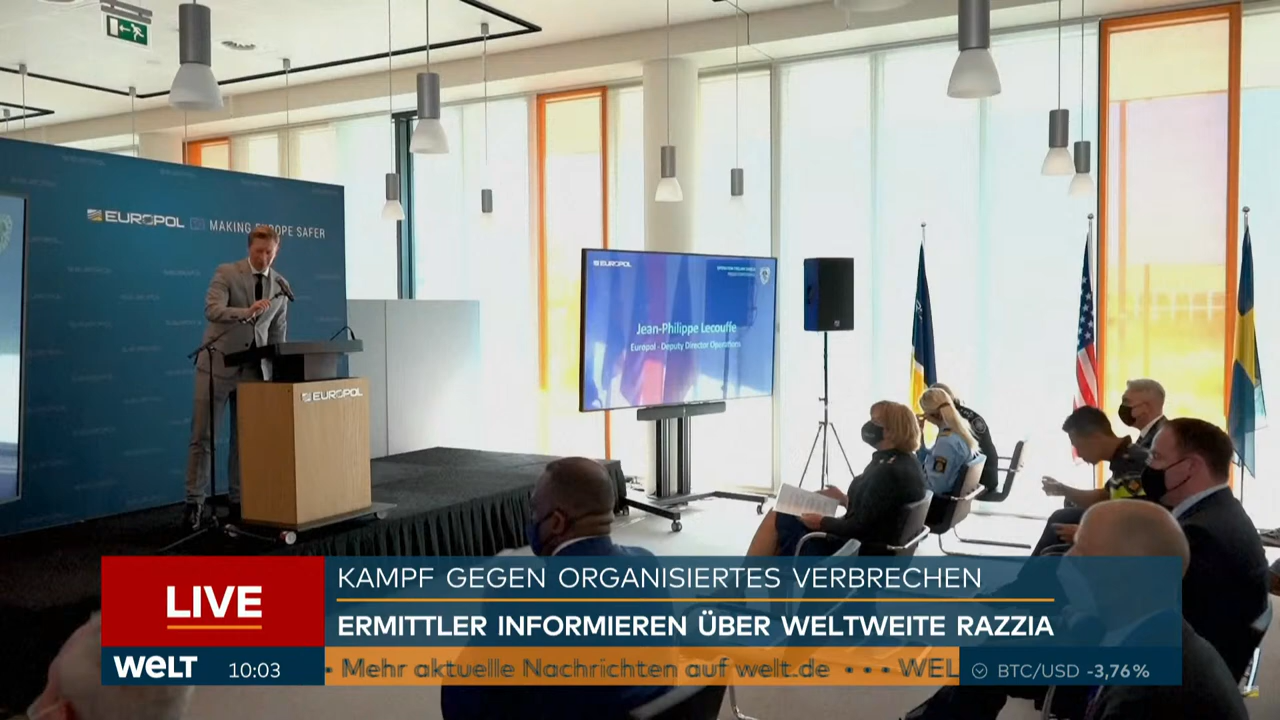 EUROPOL MAKING EUROPE SAFER
EUROPOL
Jean-Philippe Lecouffe
Europol - Deputy Director Operations
EUROPOL
LIVE
KAMPF GEGEN ORGANISIERTES VERBRECHEN
ERMITTLER INFORMIEREN ÜBER WELTWEITE RAZZIA
welt 10:03 • Mehr aktuelle Nachrichten auf welt.de • • • WEL BTC/USD -3,76%